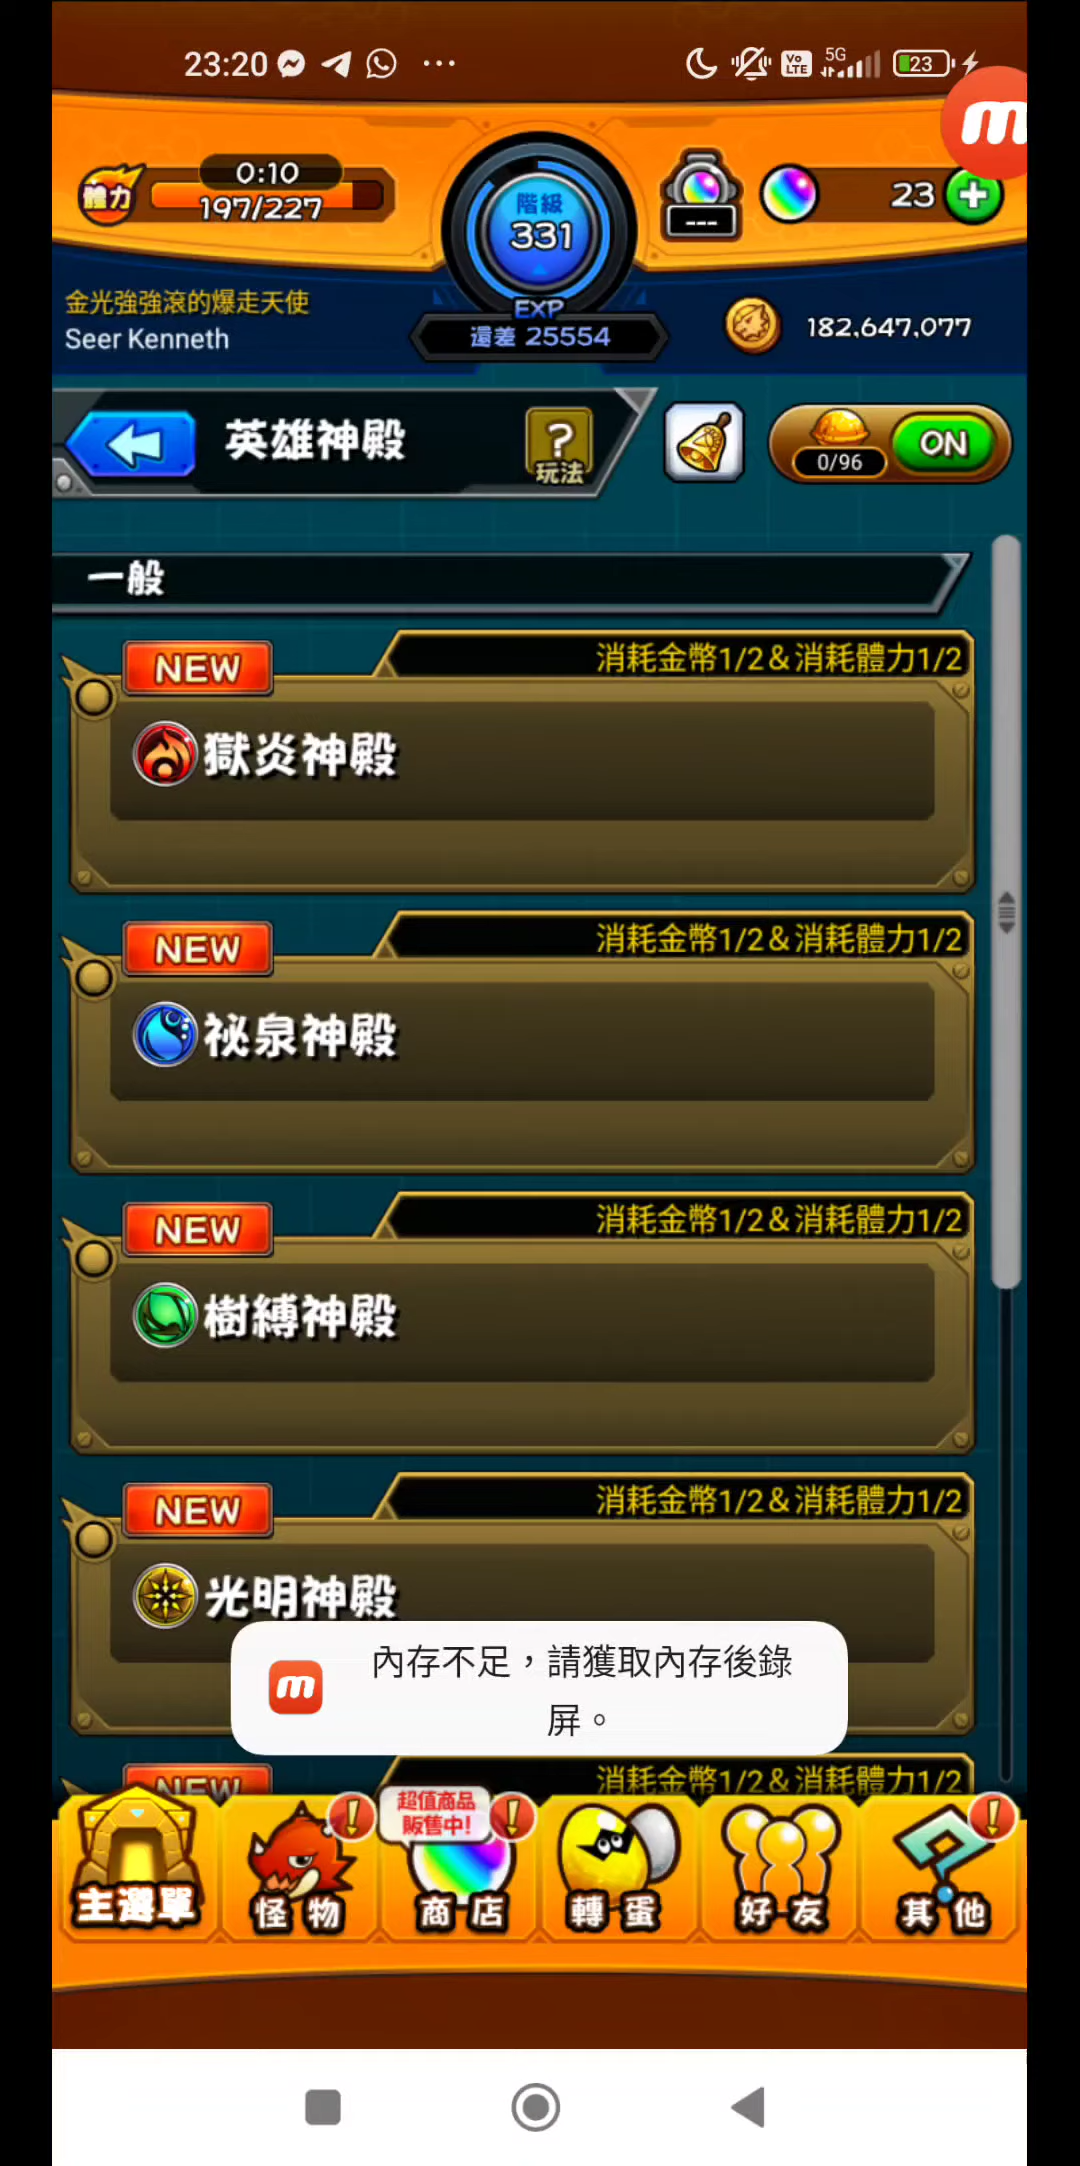 23:20
Vo LTE
5G
23
m
體力
0:10
197/227
階級
331
---
23
金光強強滾的爆走天使
Seer Kenneth
EXP
還差 25554
182,647,077
英雄神殿
?
玩法
0/96
ON
一般
NEW
消耗金幣1/2&消耗體力1/2
獄炎神殿
NEW
消耗金幣1/2&消耗體力1/2
祕泉神殿
NEW
消耗金幣1/2&消耗體力1/2
樹縛神殿
NEW
消耗金幣1/2&消耗體力1/2
光明神殿
m
內存不足，請獲取內存後錄
屏。
NEW
消耗金幣1/2&消耗體力1/2
超值商品
販售中!
主選單
怪物
商店
轉蛋
好友
其他